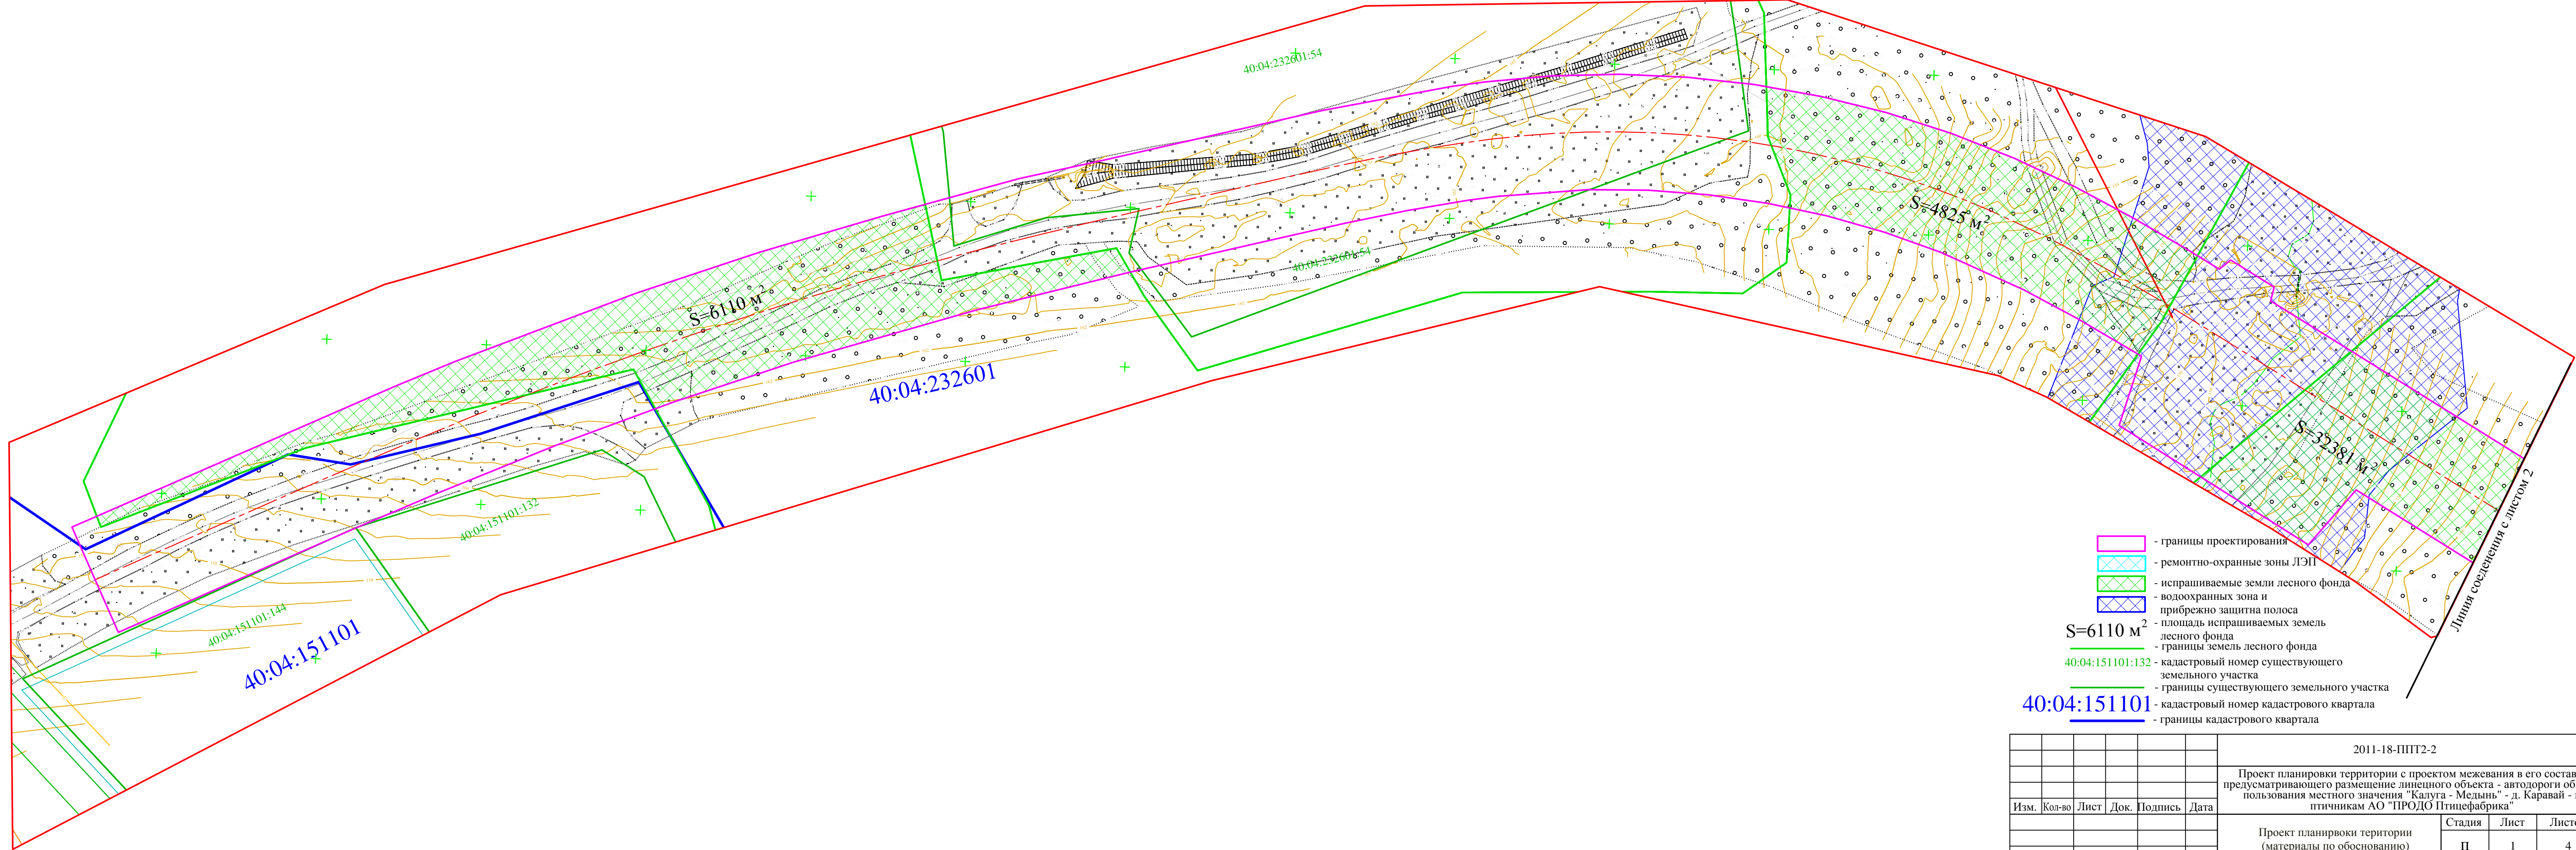 40:04:232601:54
S=4825 м²
S=6110 м²
40:04:232601:54
40:04:232601
S=32381 м²
40:04:151101:132
40:04:151101:144
40:04:151101
Линия соедения с листом 2
- границы проектирования
- ремонтно-охранные зоны ЛЭП
- испрашиваемые земли лесного фонда
- водоохранных зона и
прибрежно защитна полоса
S=6110 м² - площадь испрашиваемых земель
лесного фонда
- границы земель лесного фонда
40:04:151101:132 - кадастровый номер существующего
земельного участка
- границы существующего земельного участка
40:04:151101 - кадастровый номер кадастрового квартала
- границы кадастрового квартала
2011-18-ППТ2-2
Проект планировки территории с проектом межевания в его состав
предусматривающего размещение линецного объекта - автодороги об
пользования местного значения "Калуга - Медынь" - д. Каравай -
птичникам АО "ПРОДО Птицефабрика"
Изм. Кол-во Лист Док. Подпись Дата
Проект планирвоки територии
(материалы по обоснованию)
Стадия Лист Листо
П 1 4